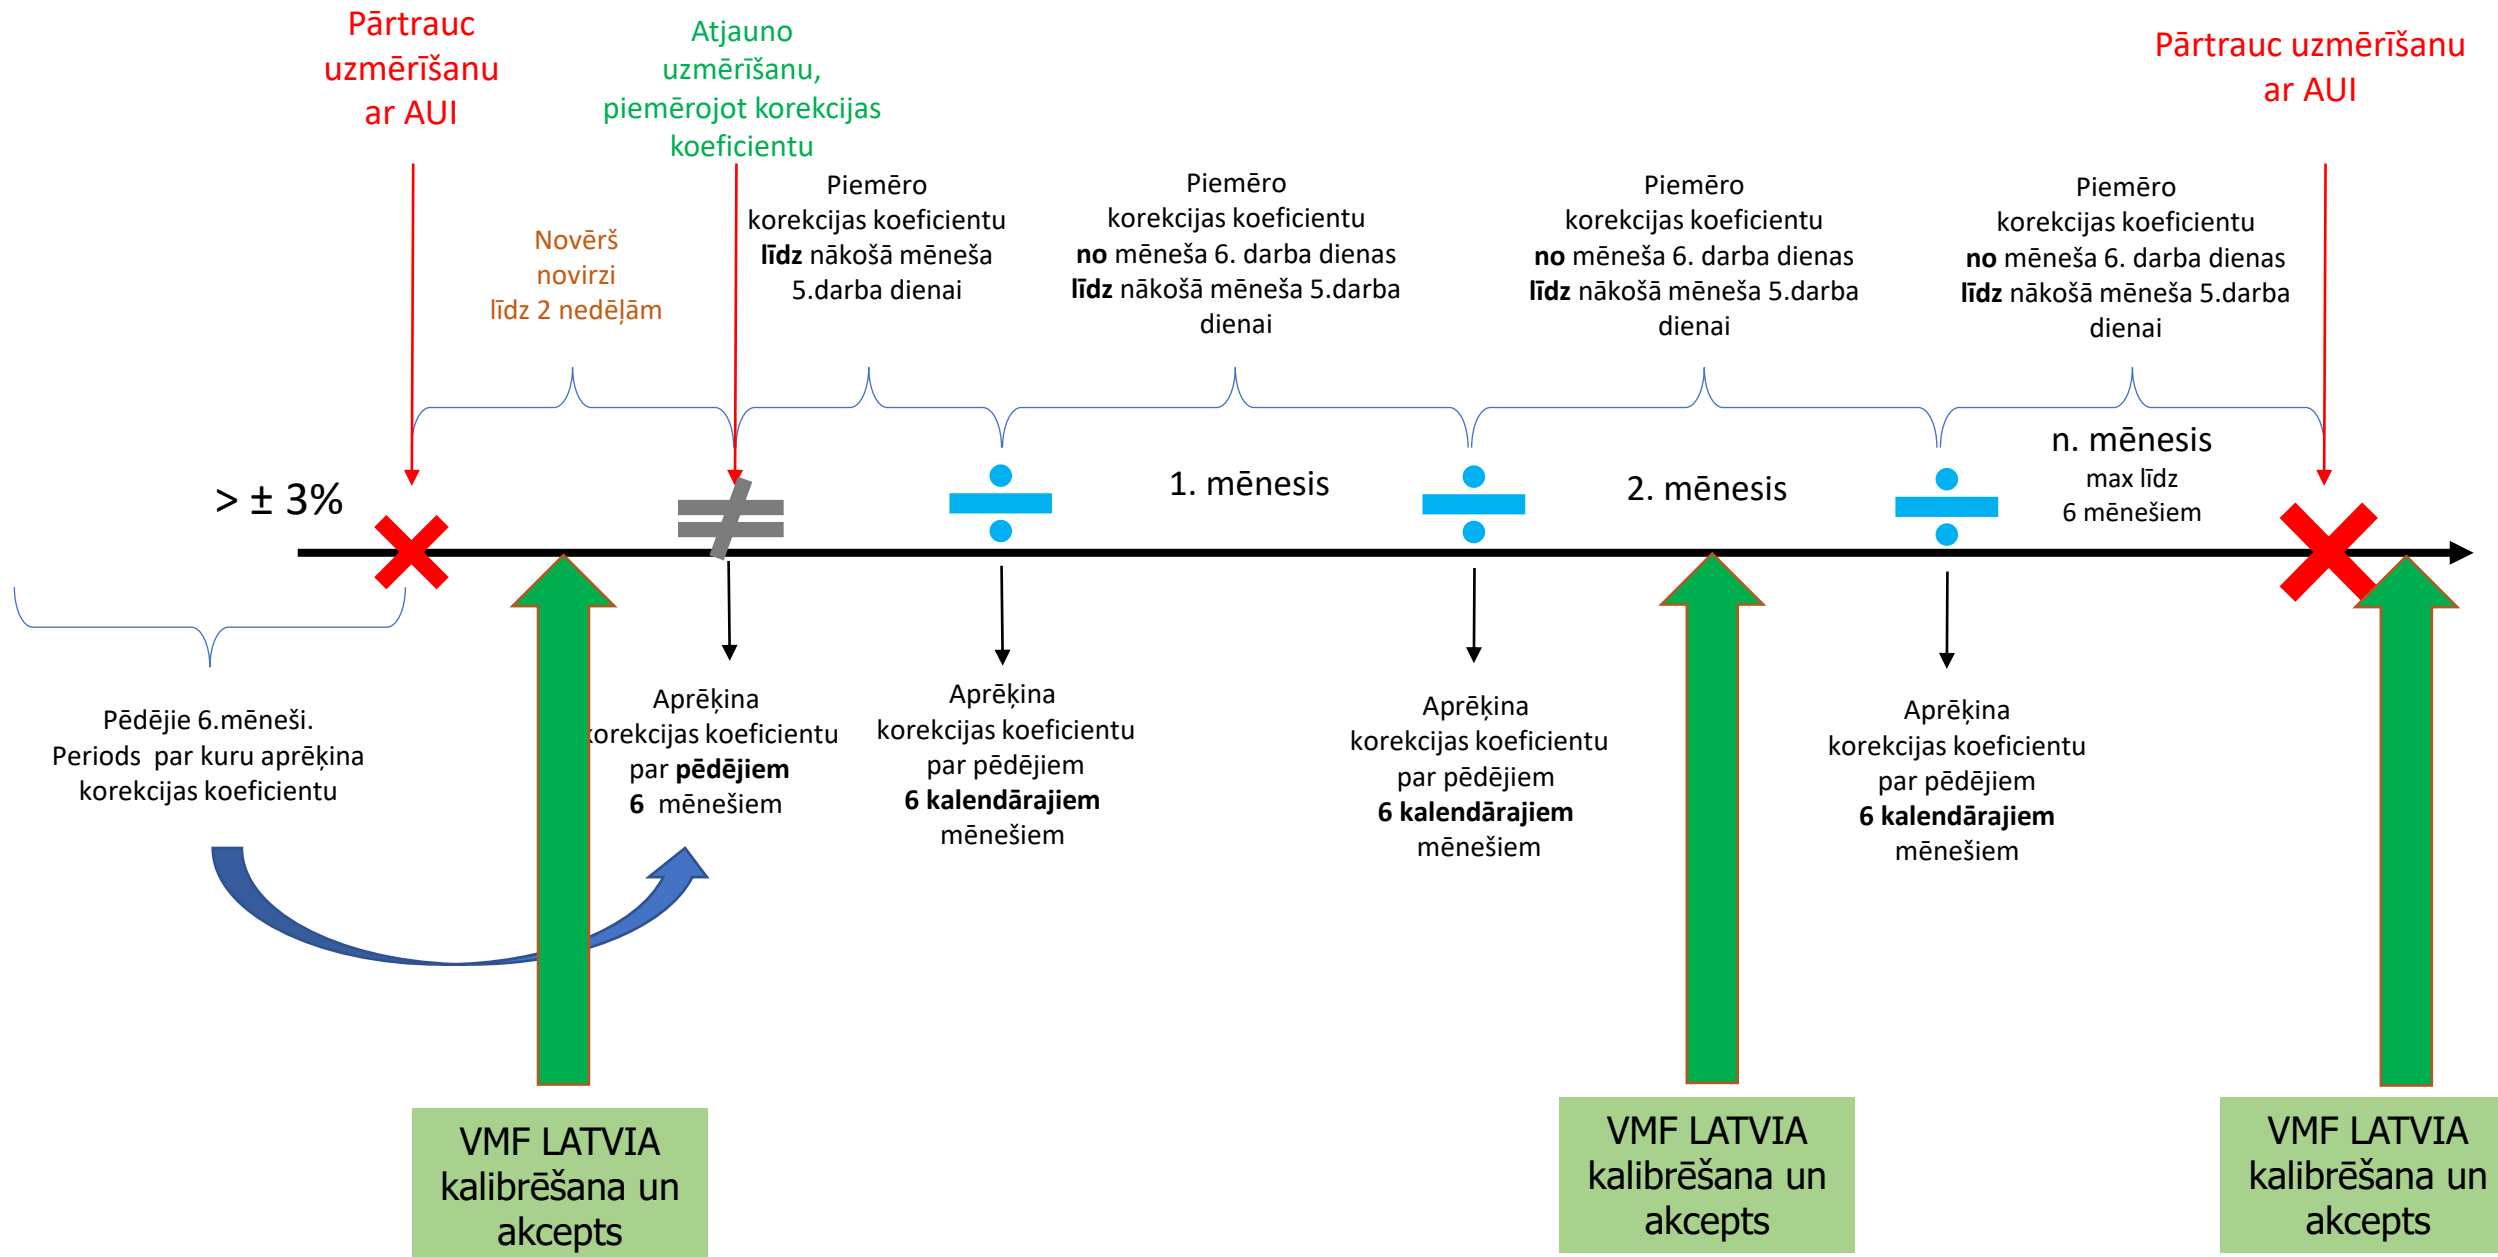 Pārtrauc
uzmērīšanu
ar AUI
Atjauno
uzmērīšanu,
piemērojot korekcijas
koeficientu
Pārtrauc uzmērīšanu
ar AUI
Novērš
novirzi
līdz 2 nedēļām
Piemēro
korekcijas koeficientu
līdz nākošā mēneša
5.darba dienai
Piemēro
korekcijas koeficientu
no mēneša 6. darba dienas
līdz nākošā mēneša 5.darba
dienai
Piemēro
korekcijas koeficientu
no mēneša 6. darba dienas
līdz nākošā mēneša 5.darba
dienai
Piemēro
korekcijas koeficientu
no mēneša 6. darba dienas
līdz nākošā mēneša 5.darba
dienai
> ± 3%
1. mēnesis
2. mēnesis
n. mēnesis
max līdz
6 mēnešiem
Pēdējie 6.mēneši.
Periods par kuru aprēķina
korekcijas koeficientu
Aprēķina
korekcijas koeficientu
par pēdējiem
6 mēnešiem
Aprēķina
korekcijas koeficientu
par pēdējiem
6 kalendārajiem
mēnešiem
Aprēķina
korekcijas koeficientu
par pēdējiem
6 kalendārajiem
mēnešiem
Aprēķina
korekcijas koeficientu
par pēdējiem
6 kalendārajiem
mēnešiem
VMF LATVIA
kalibrēšana un
akcepts
VMF LATVIA
kalibrēšana un
akcepts
VMF LATVIA
kalibrēšana un
akcepts